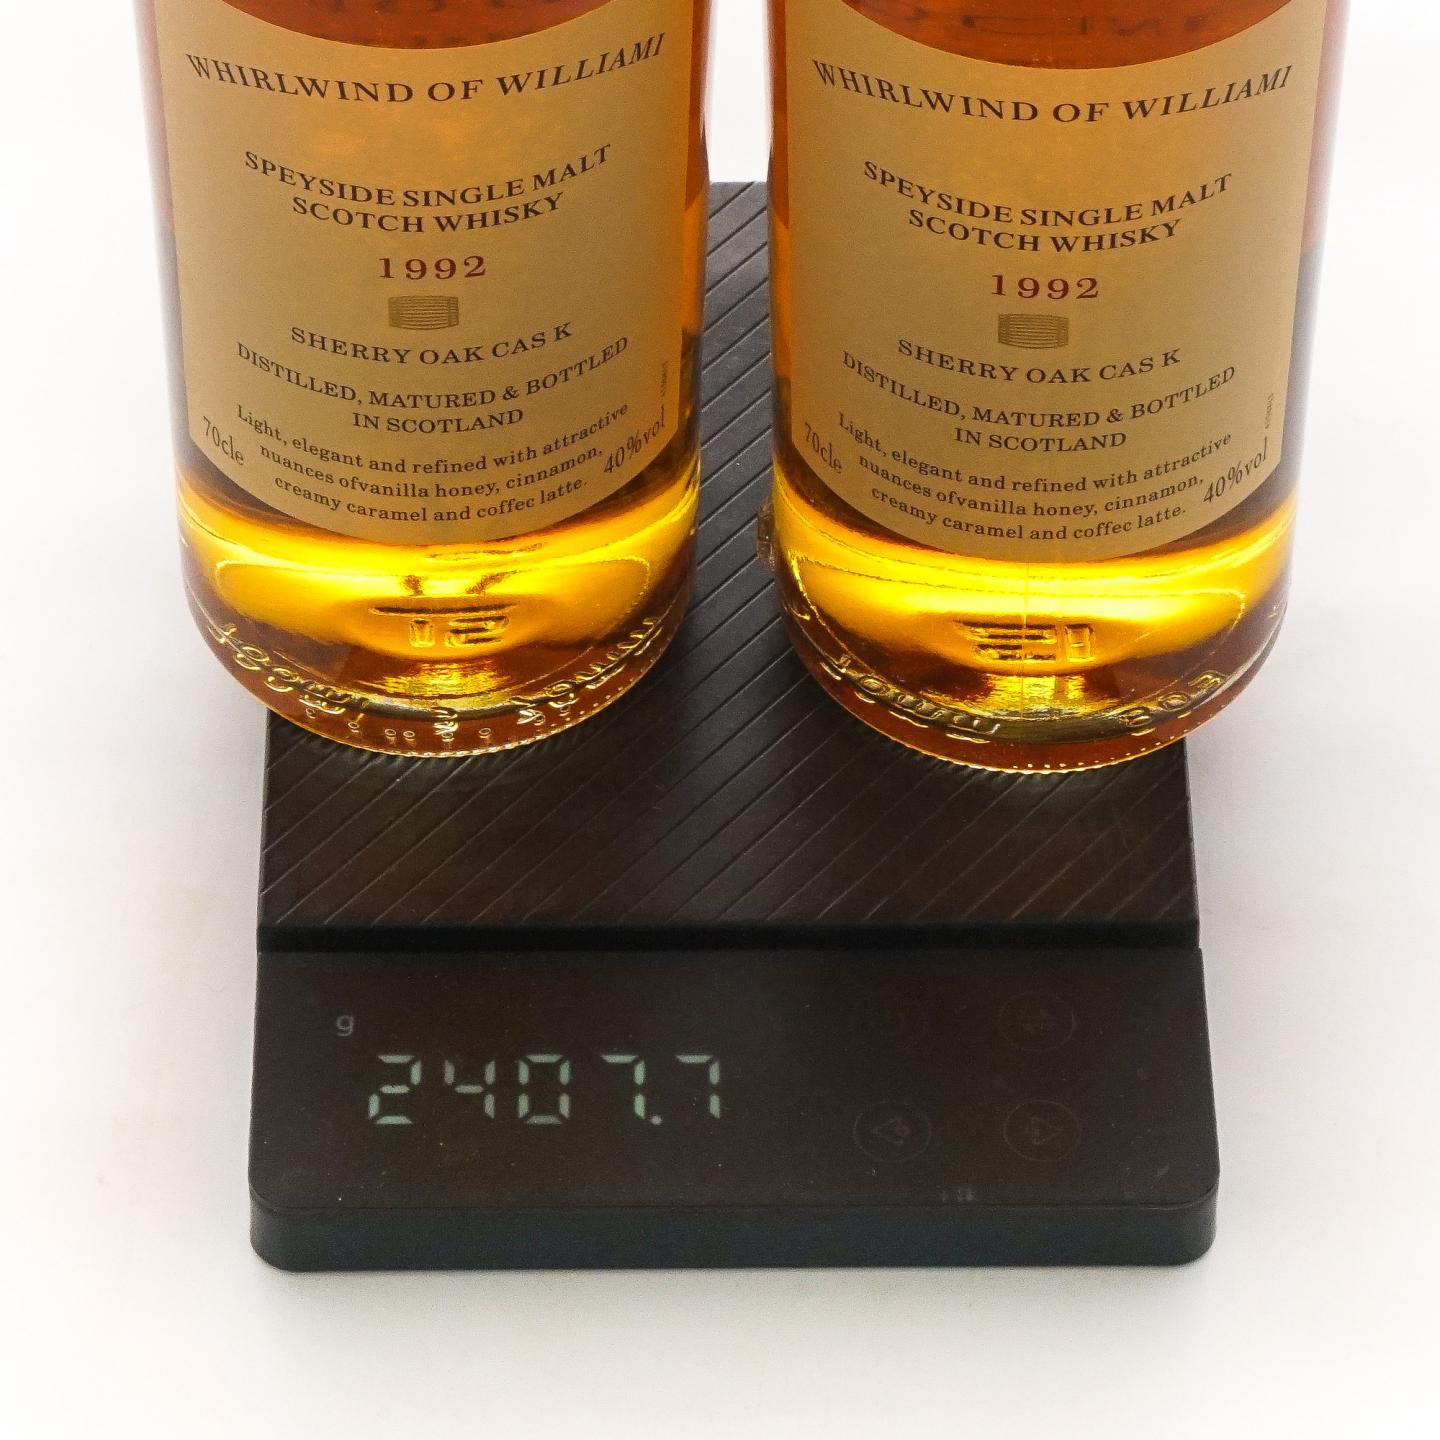 WHIRLWIND OF WILLIAMI
SPEYSIDE SINGLE MALT
SCOTCH WHISKY
1992
SHERRY OAK CAS K
DISTILLED, MATURED & BOTTLED
IN SCOTLAND
70cle
Light, elegant and refined with attractive
nuances ofvanilla honey, cinnamon,
creamy caramel and coffec latte.
40%vol
WHIRLWIND OF WILLIAMI
SPEYSIDE SINGLE MALT
SCOTCH WHISKY
1992
SHERRY OAK CAS K
DISTILLED, MATURED & BOTTLED
IN SCOTLAND
70cle
Light, elegant and refined with attractive
nuances ofvanilla honey, cinnamon,
creamy caramel and coffec latte.
40%vol
g
2407.7